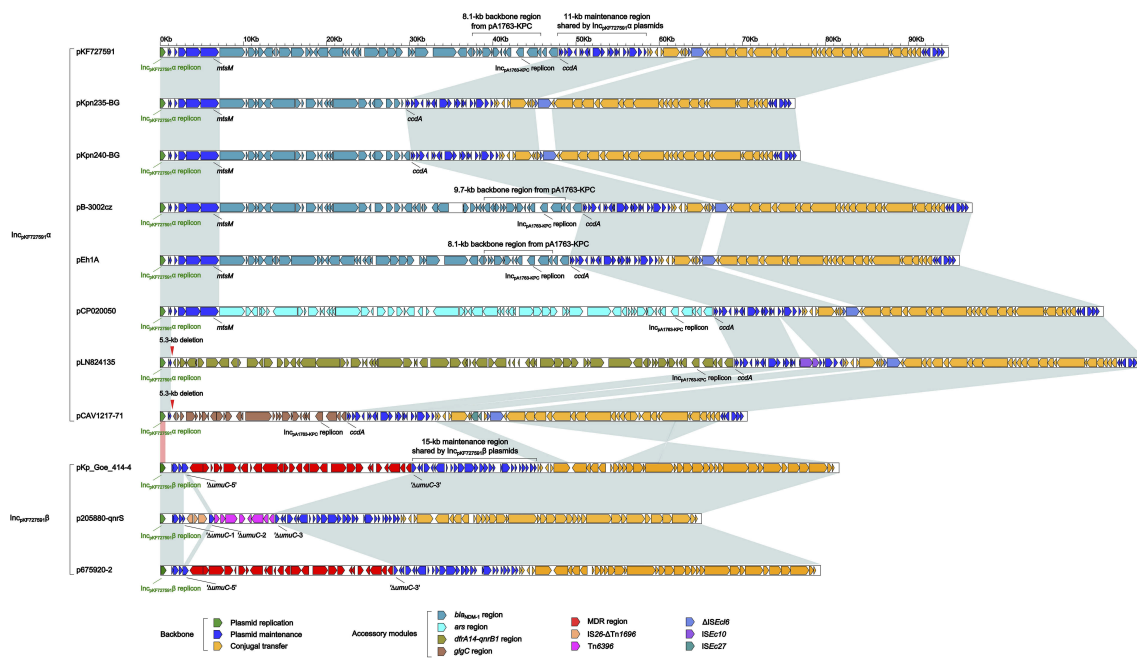 8.1-kb backbone region from pA1763-KPC
11-kb maintenance region shared by IncpKF727591α plasmids
0Kb 10Kb 20Kb 30Kb 40Kb 50Kb 60Kb 70Kb 80Kb 90Kb
pKF727591
IncpKF727591α replicon mtsM IncpA1763-KPC replicon ccdA
pKpn235-BG
IncpKF727591α replicon mtsM ccdA
pKpn240-BG
IncpKF727591α replicon mtsM ccdA
9.7-kb backbone region from pA1763-KPC
pB-3002cz
IncpKF727591α replicon mtsM IncpA1763-KPC replicon ccdA
IncpKF727591α
8.1-kb backbone region from pA1763-KPC
pEh1A
IncpKF727591α replicon mtsM IncpA1763-KPC replicon ccdA
pCP020050
IncpKF727591α replicon mtsM IncpA1763-KPC replicon ccdA
5.3-kb deletion
pLN824135
IncpKF727591α replicon IncpA1763-KPC replicon ccdA
5.3-kb deletion
pCAV1217-71
IncpKF727591α replicon IncpA1763-KPC replicon ccdA
15-kb maintenance region shared by IncpKF727591β plasmids
pKp_Goe_414-4
IncpKF727591β replicon 'ΔumuC-5' 'ΔumuC-3'
IncpKF727591β
p205880-qnrS
IncpKF727591β replicon 'ΔumuC-1 'ΔumuC-2 'ΔumuC-3
p675920-2
IncpKF727591β replicon 'ΔumuC-5' 'ΔumuC-3'
Backbone
Plasmid replication
Plasmid maintenance
Conjugal transfer
Accessory modules
blaNDM-1 region
ars region
dfrA14-qnrB1 region
glgC region
MDR region
IS26-ΔTn1696
Tn6396
ΔISEcl6
ISEc10
ISEc27